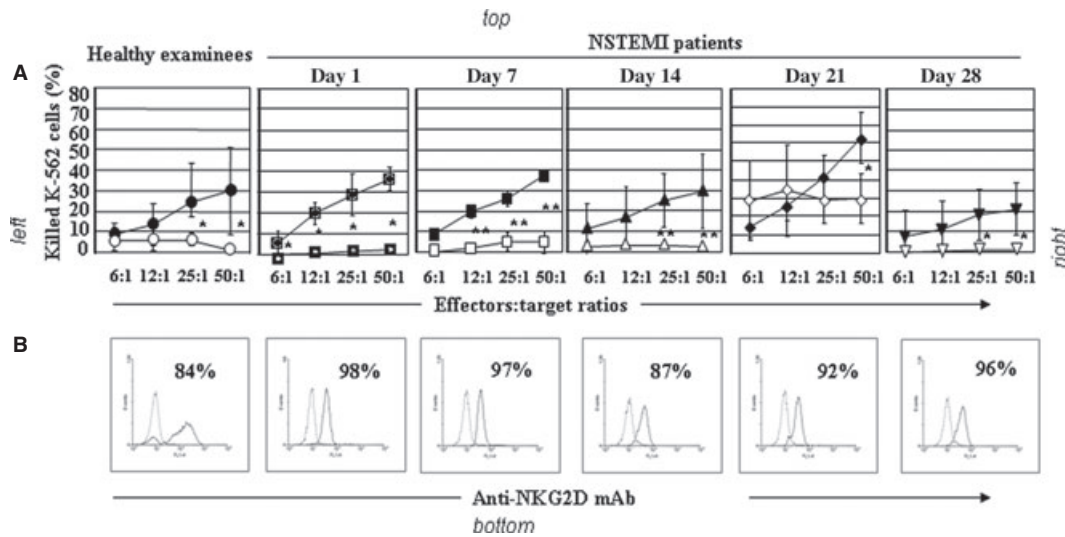 top
Healthy examinees
NSTEMI patients
A
Day 1
Day 7
Day 14
Day 21
Day 28
Killed K-562 cells (%)
80
70
60
50
40
30
20
10
0
* *
* * * *
** ** **
** **
*
* *
left
right
6:1 12:1 25:1 50:1
6:1 12:1 25:1 50:1
6:1 12:1 25:1 50:1
6:1 12:1 25:1 50:1
6:1 12:1 25:1 50:1
6:1 12:1 25:1 50:1
Effectors:target ratios
B
84%
98%
97%
87%
92%
96%
Anti-NKG2D mAb
bottom